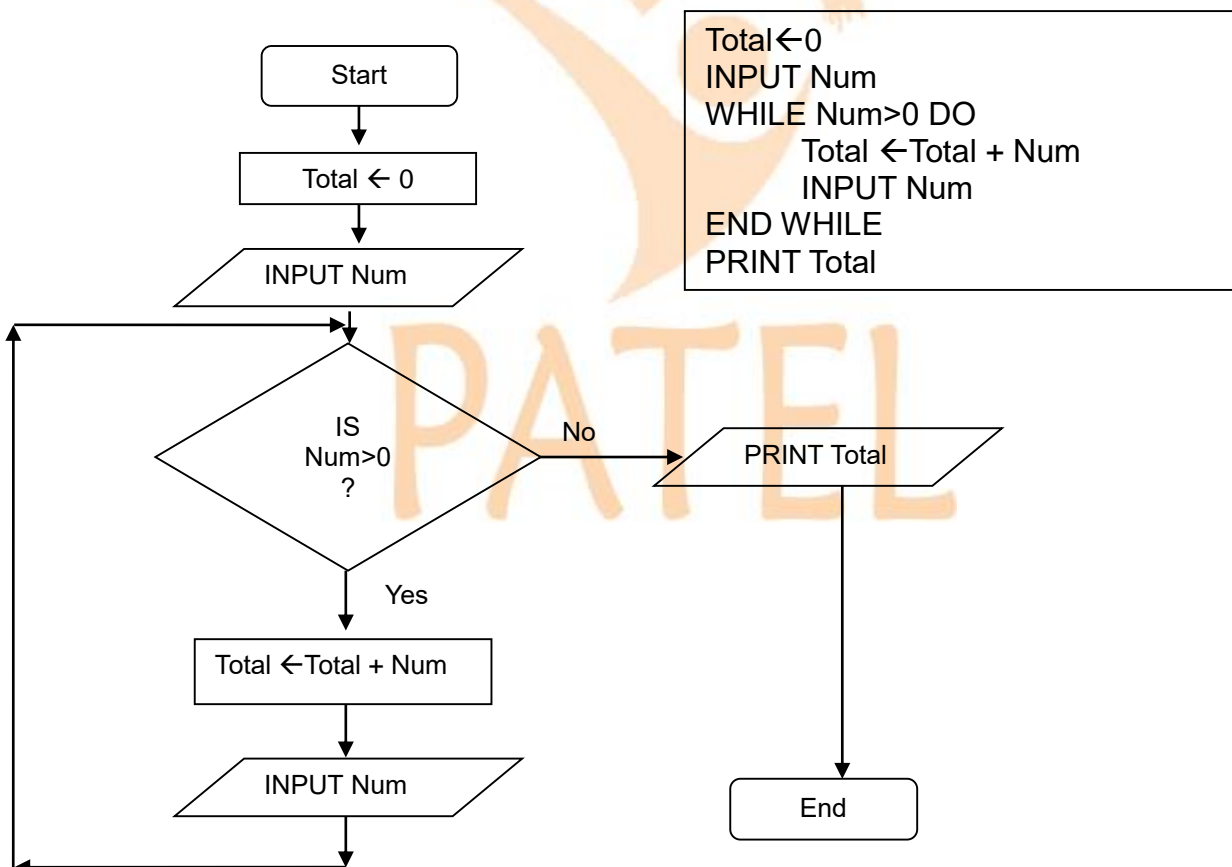 Start
Total ← 0
INPUT Num
IS
Num>0
?
No
PRINT Total
Yes
Total ←Total + Num
INPUT Num
End
Total←0
INPUT Num
WHILE Num>0 DO
Total ←Total + Num
INPUT Num
END WHILE
PRINT Total
PATEL